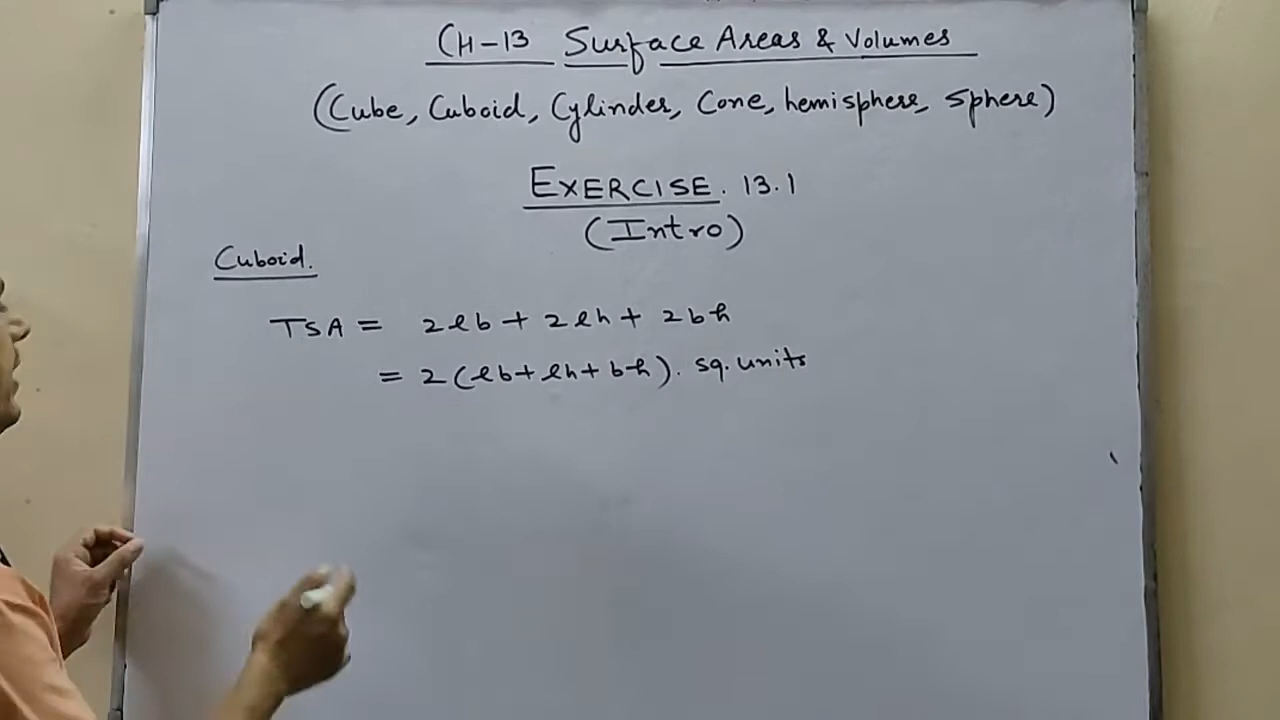 CH-13 Surface Areas & Volumes
(Cube, Cuboid, Cylinder, Cone, hemisphere, Sphere)
EXERCISE. 13.1
(Intro)
Cuboid.
TSA = 2lb + 2lh + 2bh
= 2(lb+lh+bh). sq. units